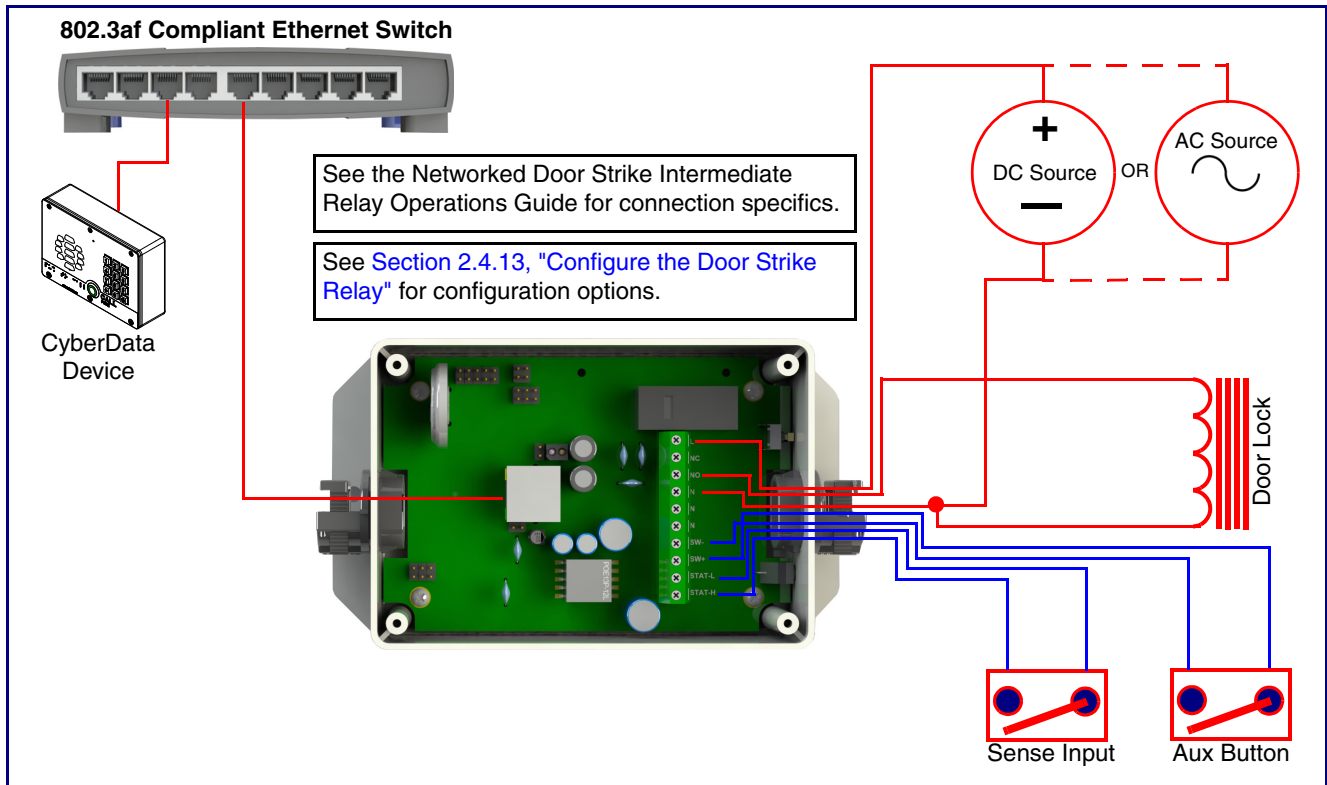 802.3af Compliant Ethernet Switch
See the Networked Door Strike Intermediate
Relay Operations Guide for connection specifics.
See Section 2.4.13, "Configure the Door Strike
Relay" for configuration options.
CyberData
Device
+
DC Source
—
OR
AC Source
Door Lock
L
NC
NO
N
N
N
SW-
SW+
STAT-L
STAT-H
Sense Input
Aux Button